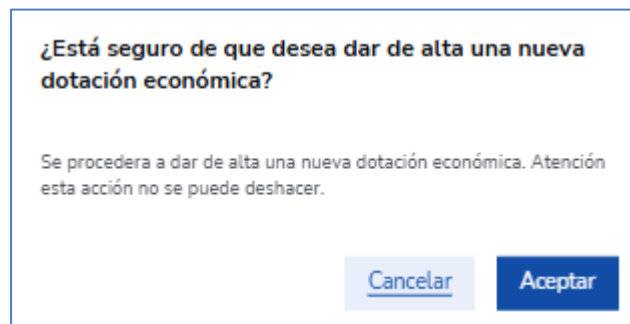 ¿Está seguro de que desea dar de alta una nueva
dotación económica?
Se procedera a dar de alta una nueva dotación económica. Atención
esta acción no se puede deshacer.
Cancelar
Aceptar